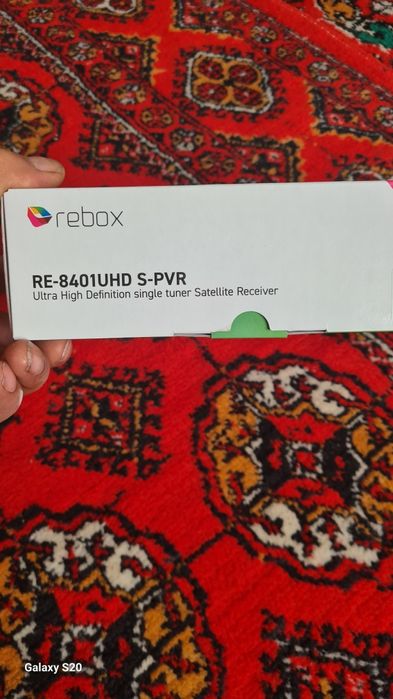 rebox
RE-8401UHD S-PVR
Ultra High Definition single tuner Satellite Receiver
Galaxy S20